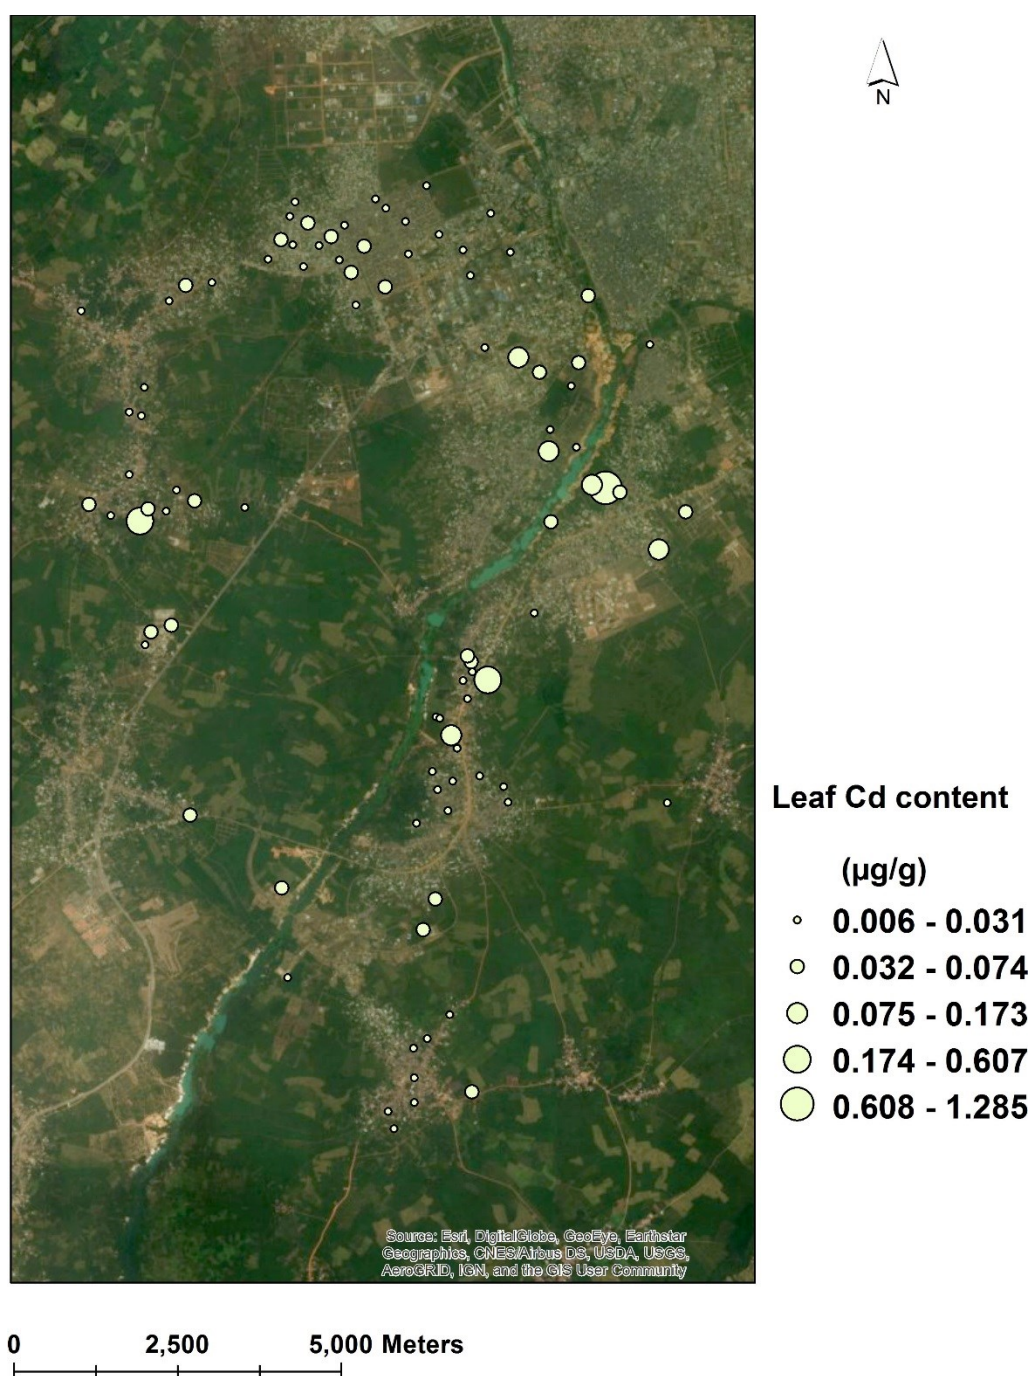 N
Leaf Cd content
(µg/g)
0.006 - 0.031
0.032 - 0.074
0.075 - 0.173
0.174 - 0.607
0.608 - 1.285
Source: Esri, DigitalGlobe, GeoEye, Earthstar
Geographics, CNES/Airbus DS, USDA, USGS,
AeroGRID, IGN, and the GIS User Community
0 2,500 5,000 Meters